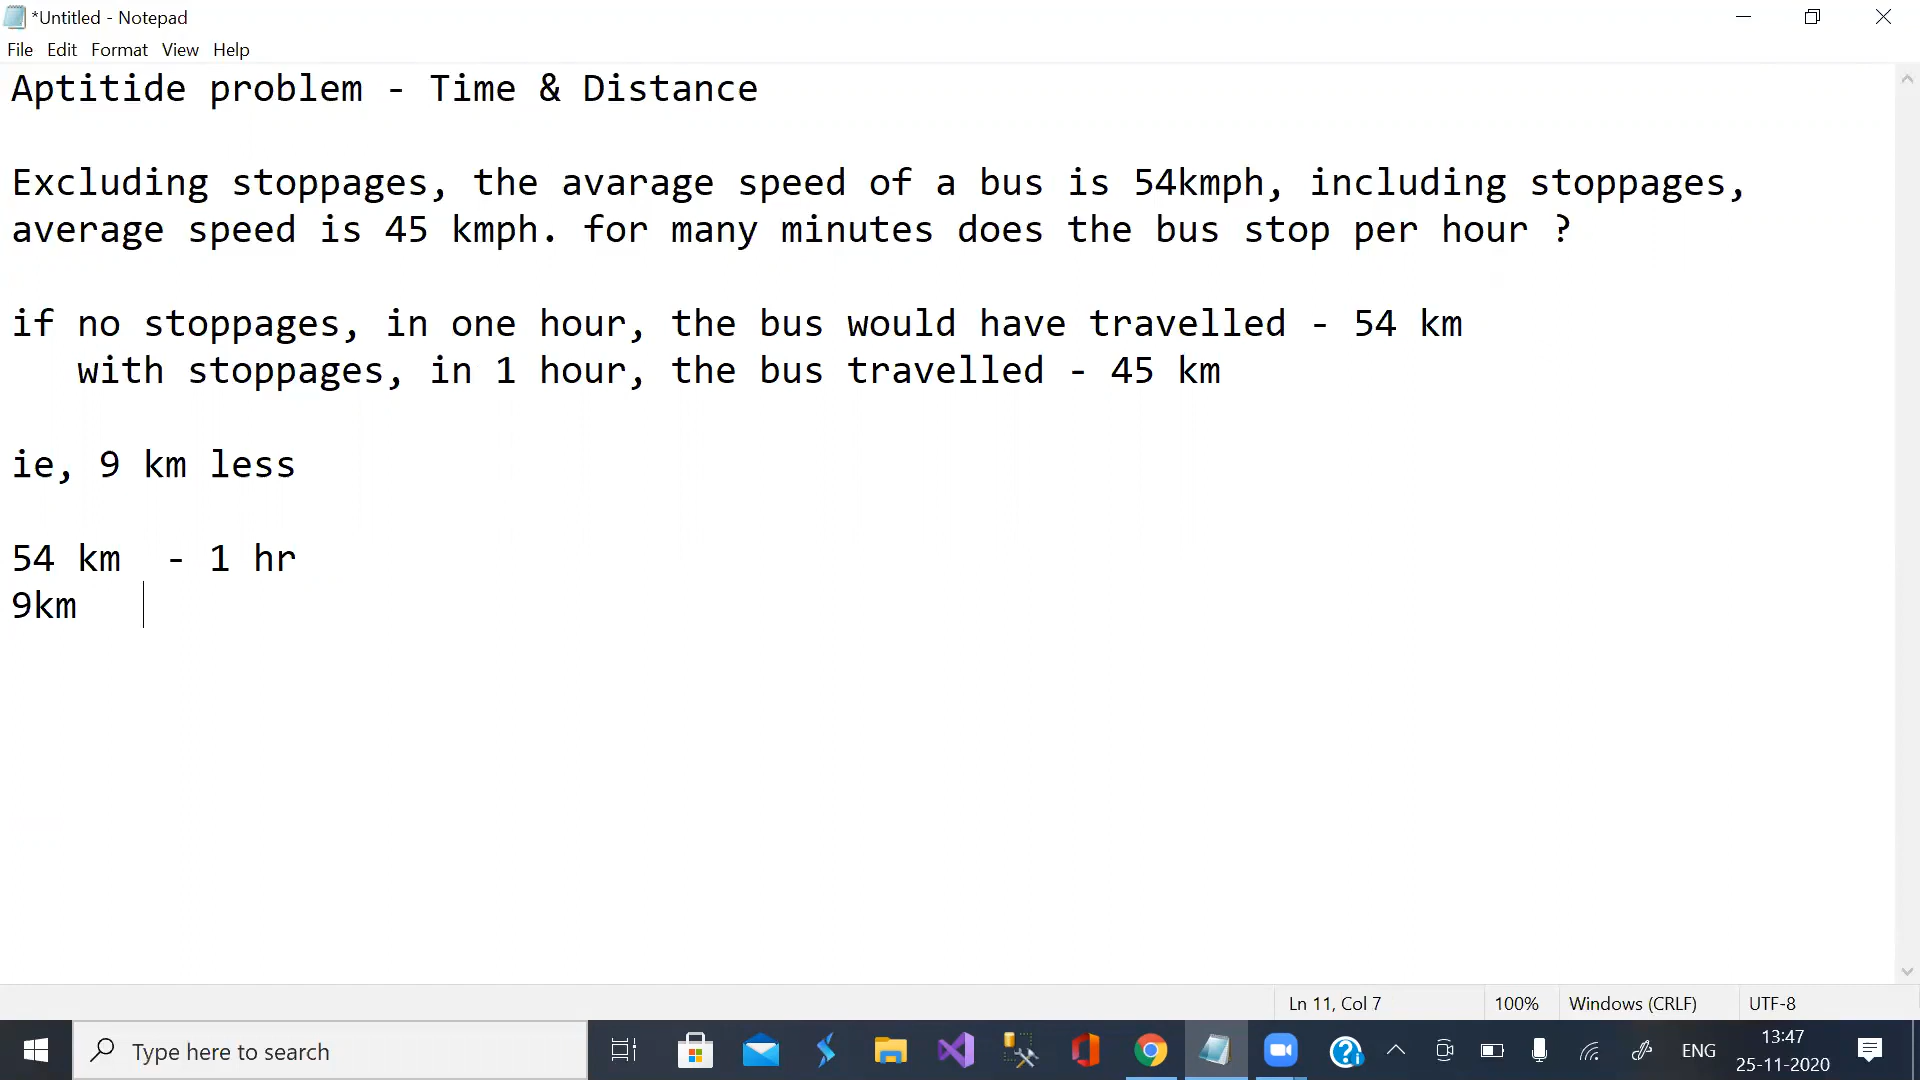 *Untitled - Notepad
File Edit Format View Help
Aptitide problem - Time & Distance
Excluding stoppages, the avarage speed of a bus is 54kmph, including stoppages,
average speed is 45 kmph. for many minutes does the bus stop per hour ?
if no stoppages, in one hour, the bus would have travelled - 54 km
with stoppages, in 1 hour, the bus travelled - 45 km
ie, 9 km less
54 km - 1 hr
9km
Ln 11, Col 7 100% Windows (CRLF) UTF-8
Type here to search
ENG
13:47
25-11-2020